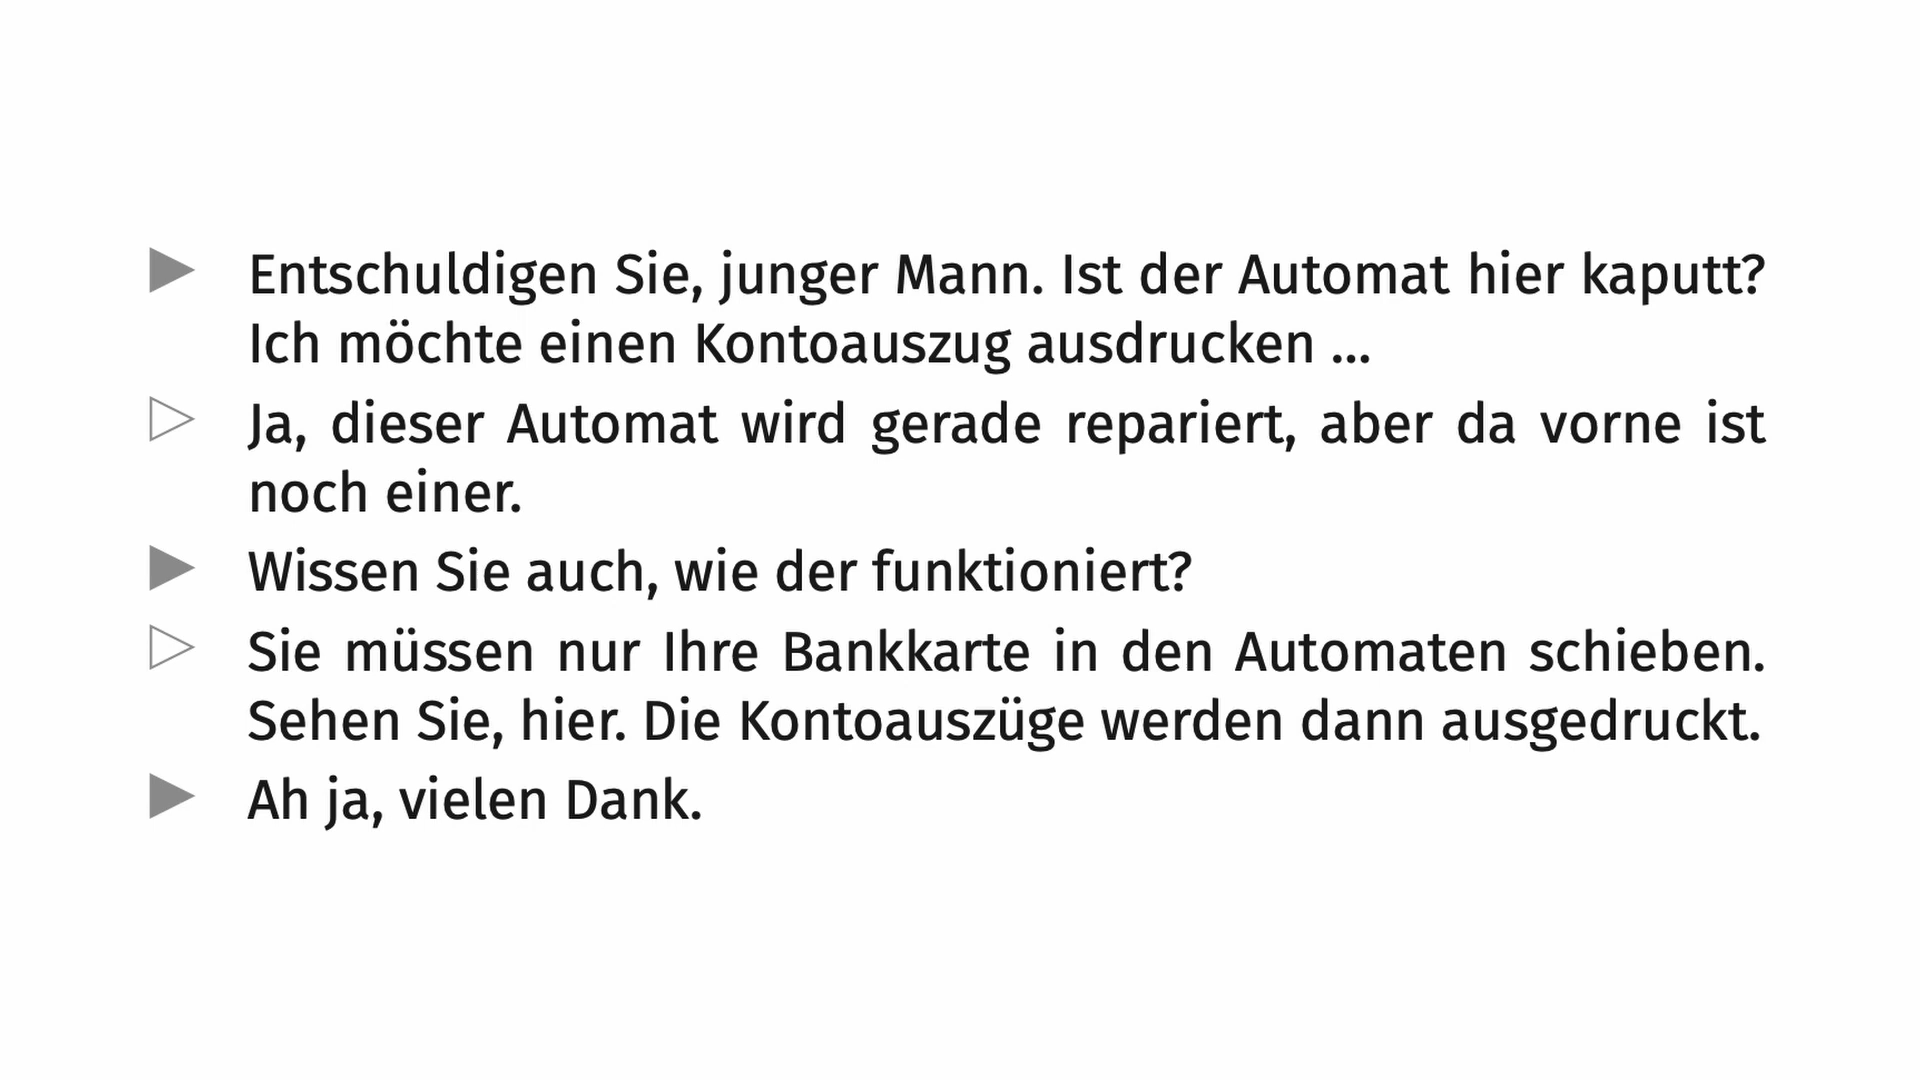 Entschuldigen Sie, junger Mann. Ist der Automat hier kaputt?
Ich möchte einen Kontoauszug ausdrucken ...
Ja, dieser Automat wird gerade repariert, aber da vorne ist
noch einer.
Wissen Sie auch, wie der funktioniert?
Sie müssen nur Ihre Bankkarte in den Automaten schieben.
Sehen Sie, hier. Die Kontoauszüge werden dann ausgedruckt.
Ah ja, vielen Dank.